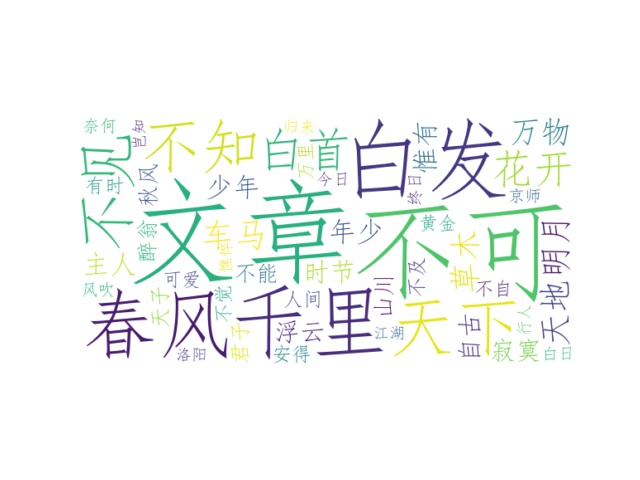 奈何
岂知
不见
不知
归来
白首
万里
白发
惟有
万物
花开
有时
秋风
少年
今日
终日
京师
文章
不可
醉翁
车马
憔悴
年少
黄金
草木
明月
主人
可爱
不能
时节
山川
不及
不自
天地
风吹
天子
不觉
人间
春风
千里
天下
行人
洛阳
君子
浮云
安得
江湖
自古
寂寞
白日